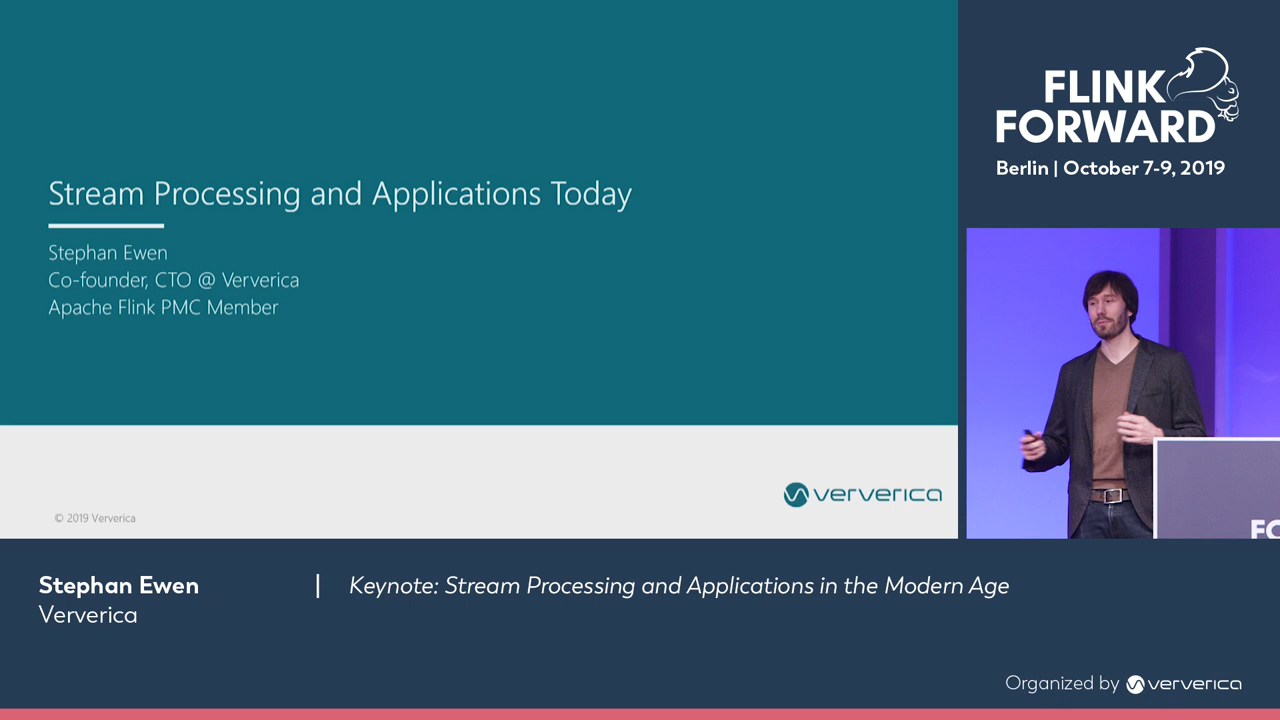 Stream Processing and Applications Today
Stephan Ewen
Co-founder, CTO @ Ververica
Apache Flink PMC Member
© 2019 Ververica
ververica
FLINK
FORWARD
Berlin | October 7-9, 2019
FO
Stephan Ewen | Keynote: Stream Processing and Applications in the Modern Age
Ververica
Organized by ververica